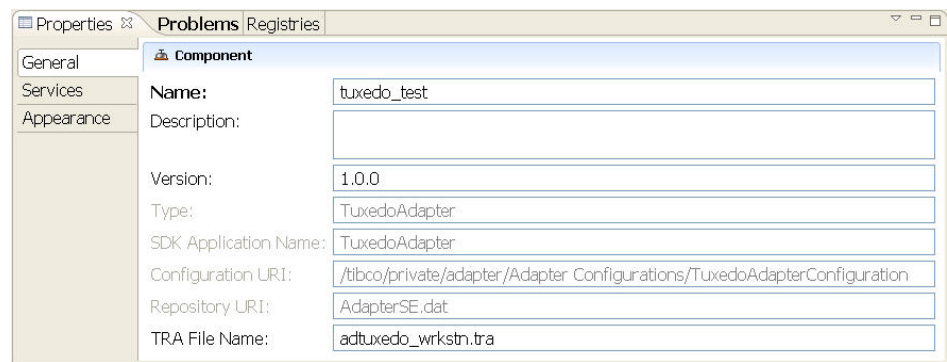 Properties Problems Registries
General
Services
Appearance
Component
Name: tuxedo_test
Description:
Version: 1.0.0
Type: TuxedoAdapter
SDK Application Name: TuxedoAdapter
Configuration URI: /tibco/private/adapter/Adapter Configurations/TuxedoAdapterConfiguration
Repository URI: AdapterSE.dat
TRA File Name: adtuxedo_wrkstn.tra